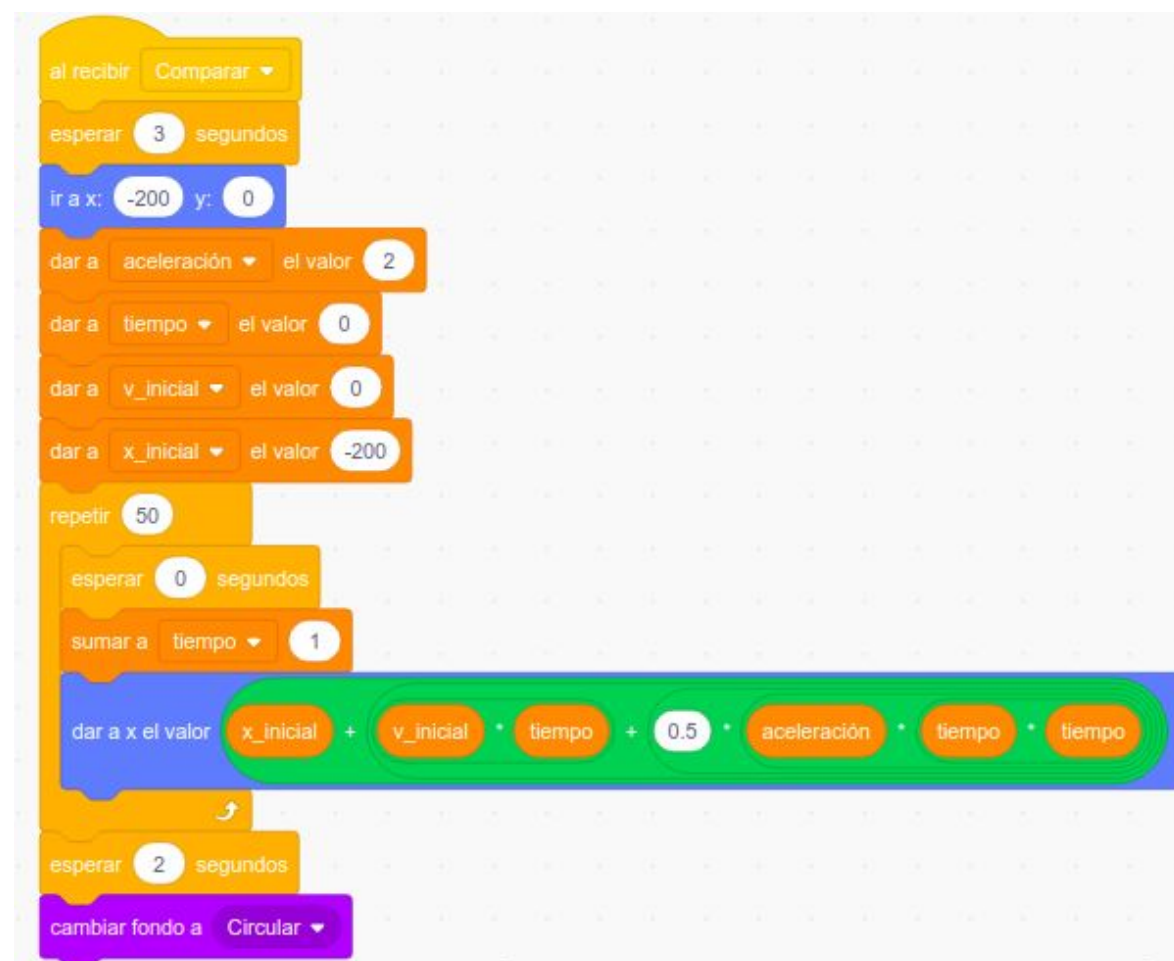 al recibir Comparar
esperar 3 segundos
ir a x: -200 y: 0
dar a aceleración el valor 2
dar a tiempo el valor 0
dar a v_inicial el valor 0
dar a x_inicial el valor -200
repetir 50
esperar 0 segundos
sumar a tiempo 1
dar a x el valor x_inicial + v_inicial * tiempo + 0.5 * aceleración * tiempo * tiempo
esperar 2 segundos
cambiar fondo a Circular